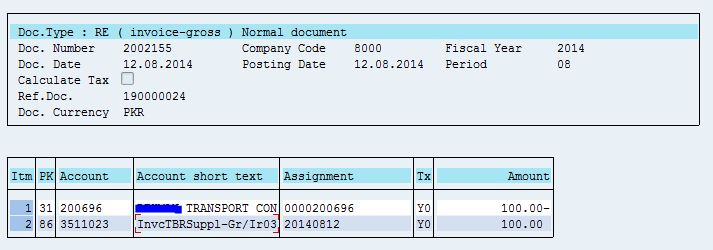 Doc.Type : RE ( invoice-gross ) Normal document
Doc. Number 2002155 Company Code 8000 Fiscal Year 2014
Doc. Date 12.08.2014 Posting Date 12.08.2014 Period 08
Calculate Tax
Ref.Doc. 190000024
Doc. Currency PKR
Itm PK Account Account short text Assignment Tx Amount
1 31 200696 TRANSPORT CON 0000200696 Y0 100.00-
2 86 3511023 InvcTBRSuppl-Gr/Ir03 20140812 Y0 100.00